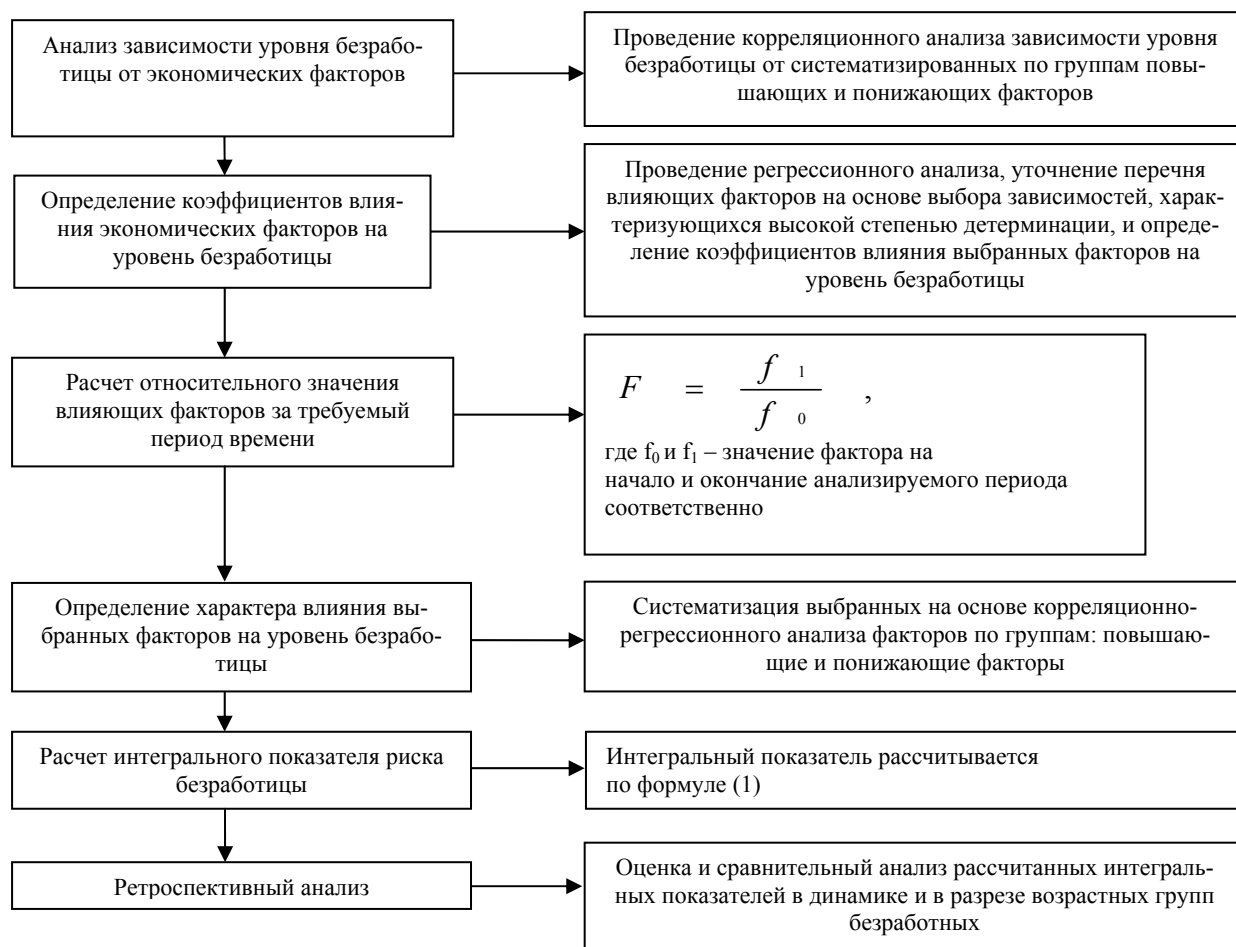 Анализ зависимости уровня безрабо-
тицы от экономических факторов
Проведение корреляционного анализа зависимости уровня
безработицы от систематизированных по группам повы-
шающих и понижающих факторов
Определение коэффициентов влия-
ния экономических факторов на
уровень безработицы
Проведение регрессионного анализа, уточнение перечня
влияющих факторов на основе выбора зависимостей, харак-
теризующихся высокой степенью детерминации, и опреде-
ление коэффициентов влияния выбранных факторов на
уровень безработицы
Расчет относительного значения
влияющих факторов за требуемый
период времени
F = f₁ / f₀ ,
где f₀ и f₁ – значение фактора на
начало и окончание анализируемого периода
соответственно
Определение характера влияния вы-
бранных факторов на уровень безрабо-
тицы
Систематизация выбранных на основе корреляционно-
регрессионного анализа факторов по группам: повышаю-
щие и понижающие факторы
Расчет интегрального показателя риска
безработицы
Интегральный показатель рассчитывается
по формуле (1)
Ретроспективный анализ
Оценка и сравнительный анализ рассчитанных интеграль-
ных показателей в динамике и в разрезе возрастных групп
безработных